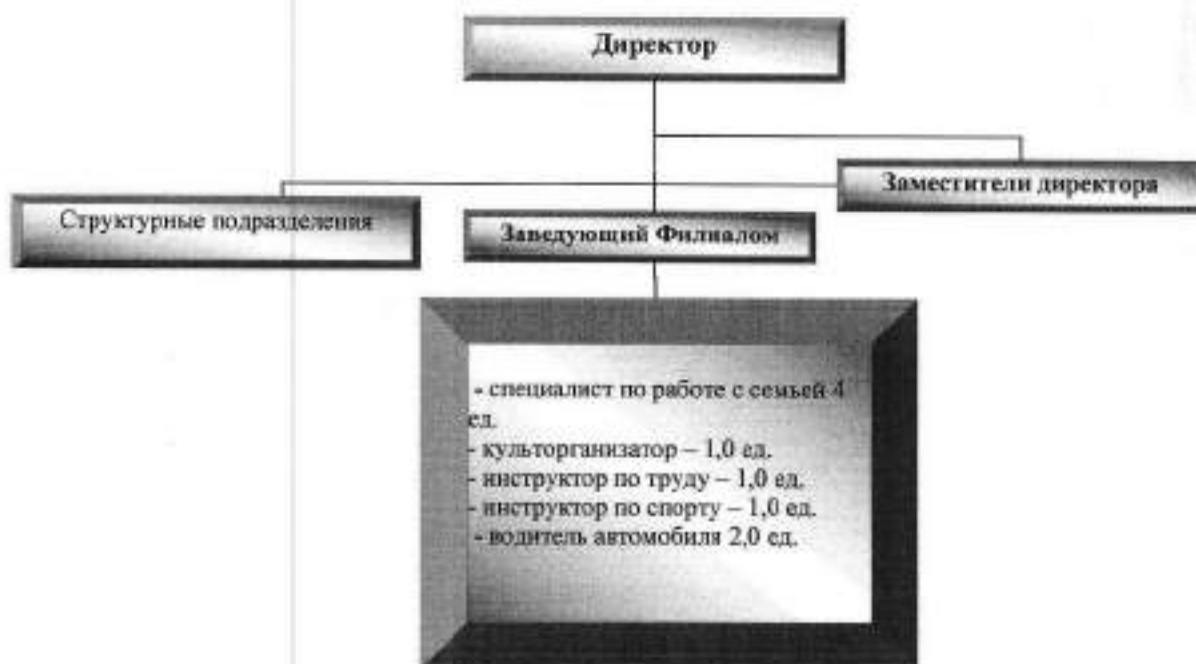 Директор
Заместители директора
Структурные подразделения
Заведующий Филиалом
- специалист по работе с семьей 4
ед.
- культорганизатор – 1,0 ед.
- инструктор по труду – 1,0 ед.
- инструктор по спорту – 1,0 ед.
- водитель автомобиля 2,0 ед.